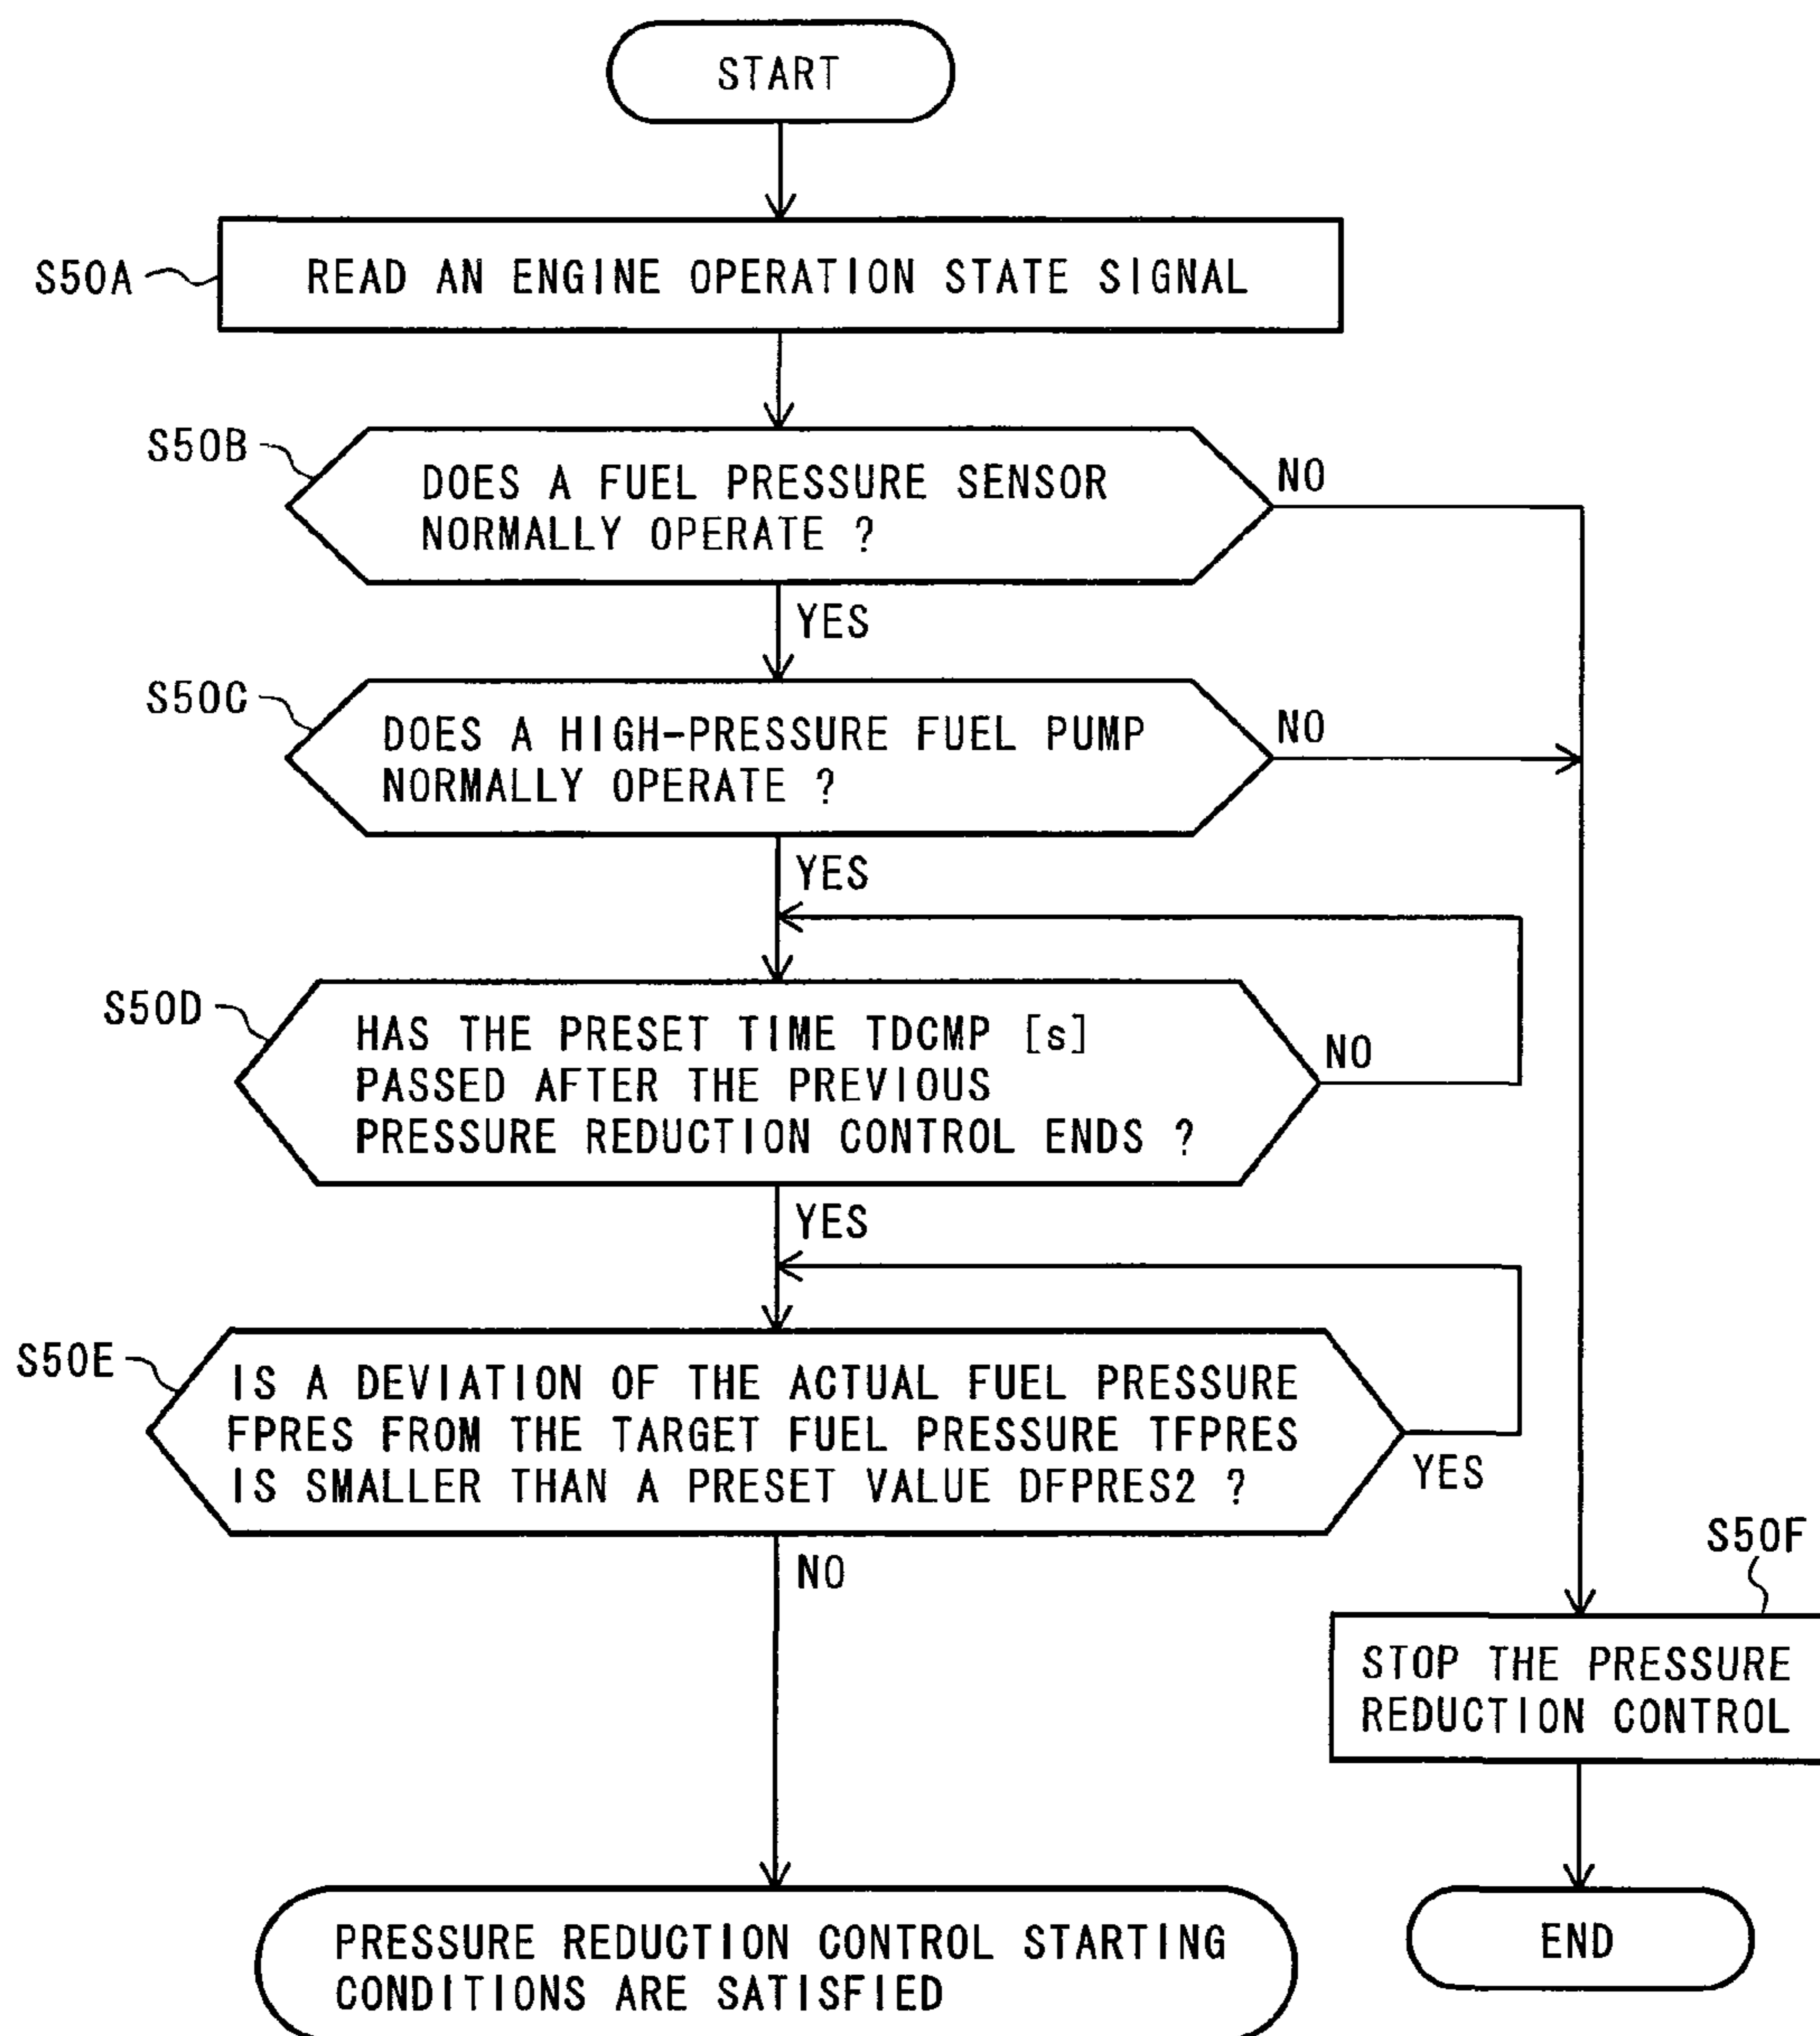 START
S50A
READ AN ENGINE OPERATION STATE SIGNAL
S50B
DOES A FUEL PRESSURE SENSOR
NORMALLY OPERATE ?
NO
YES
S50C
DOES A HIGH-PRESSURE FUEL PUMP
NORMALLY OPERATE ?
NO
YES
S50D
HAS THE PRESET TIME TDCMP [s]
PASSED AFTER THE PREVIOUS
PRESSURE REDUCTION CONTROL ENDS ?
NO
YES
S50E
IS A DEVIATION OF THE ACTUAL FUEL PRESSURE
FPRES FROM THE TARGET FUEL PRESSURE TFPRES
IS SMALLER THAN A PRESET VALUE DFPRES2 ?
YES
NO
S50F
STOP THE PRESSURE
REDUCTION CONTROL
PRESSURE REDUCTION CONTROL STARTING
CONDITIONS ARE SATISFIED
END